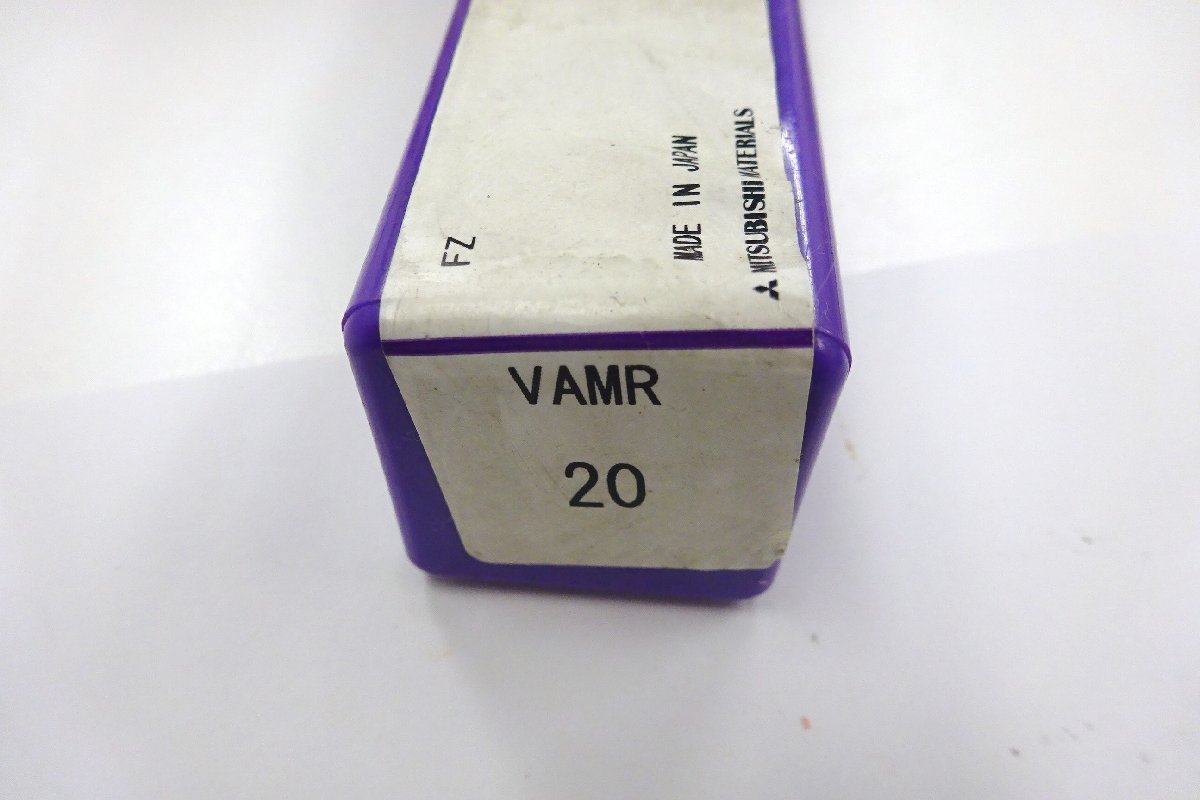 FZ
MADE IN JAPAN
MITSUBISHI MATERIALS
VAMR
20